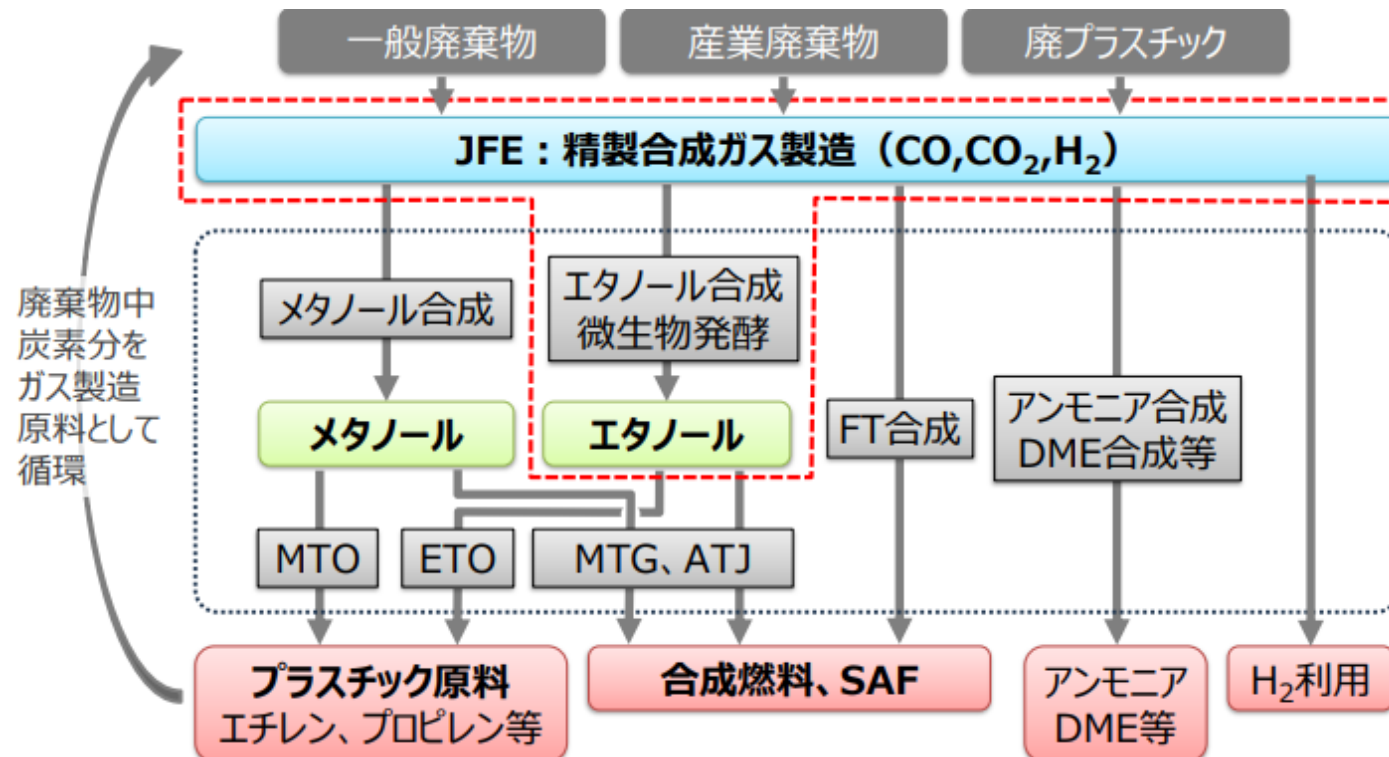 一般廃棄物
産業廃棄物
廃プラスチック
JFE：精製合成ガス製造（CO,CO₂,H₂）
廃棄物中
炭素分を
ガス製造
原料として
循環
メタノール合成
エタノール合成
微生物発酵
メタノール
エタノール
FT合成
アンモニア合成
DME合成等
MTO
ETO
MTG、ATJ
プラスチック原料
エチレン、プロピレン等
合成燃料、SAF
アンモニア
DME等
H₂利用